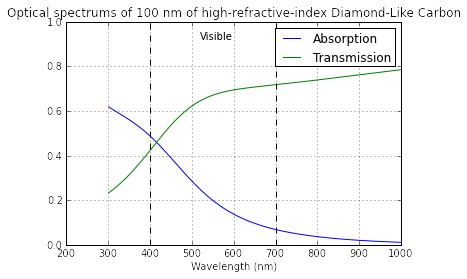 Optical spectrums of 100 nm of high-refractive-index Diamond-Like Carbon
1.0
Visible
Absorption
Transmission
0.8
0.6
0.4
0.2
0.0
200 300 400 500 600 700 800 900 1000
Wavelength (nm)